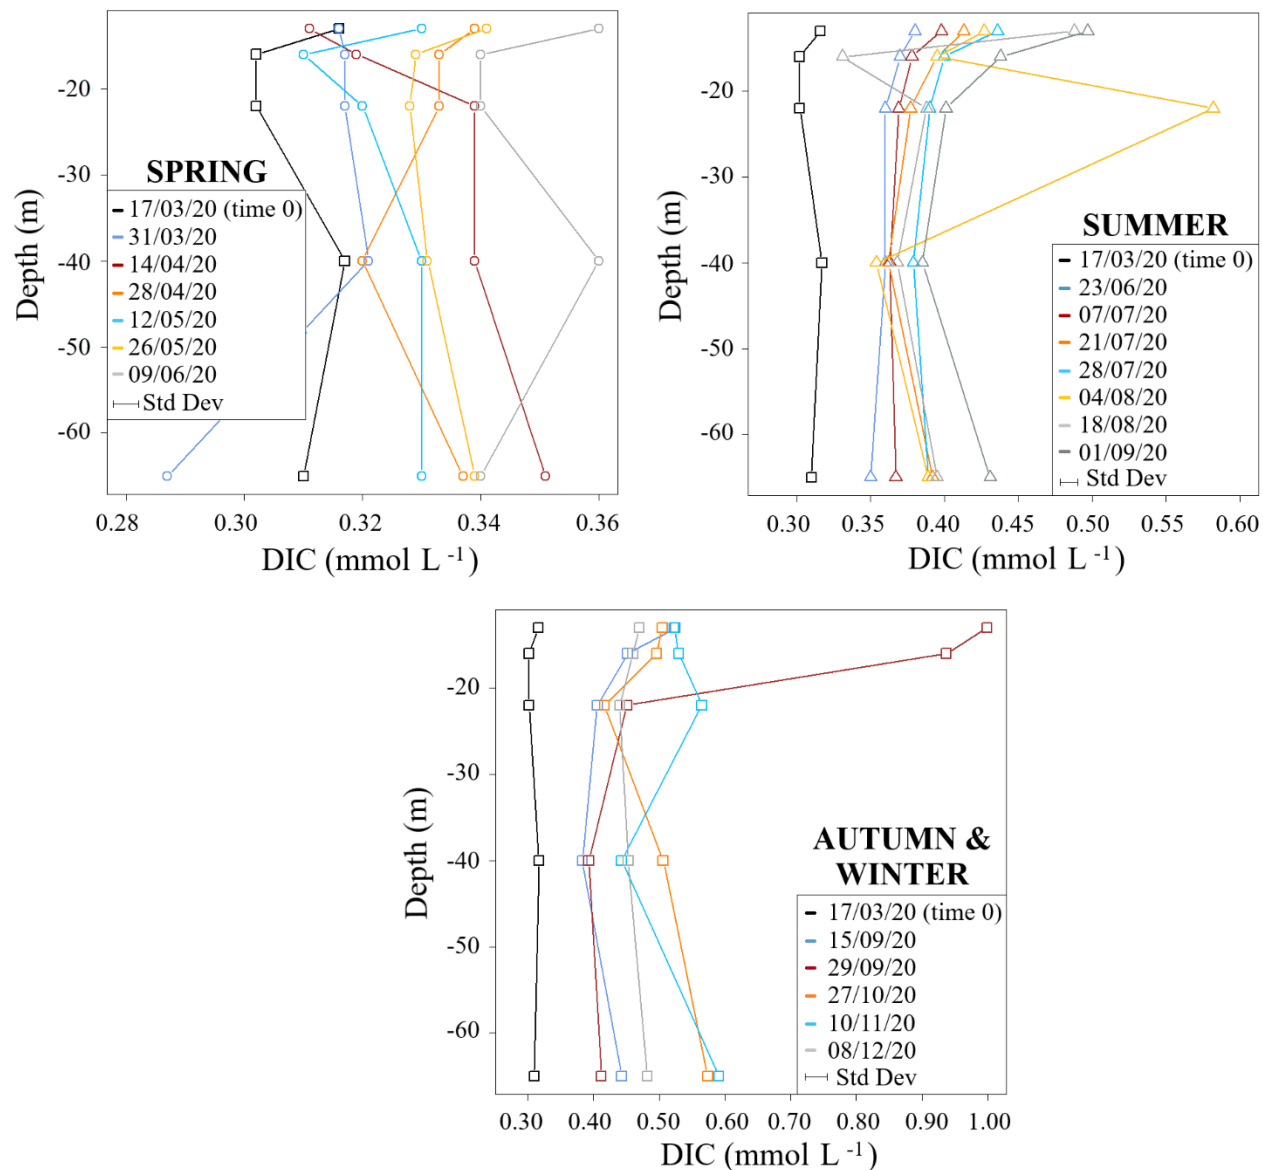 SPRING
17/03/20 (time 0)
31/03/20
14/04/20
28/04/20
12/05/20
26/05/20
09/06/20
Std Dev
Depth (m)
-20
-30
-40
-50
-60
0.28 0.30 0.32 0.34 0.36
DIC (mmol L -1)
SUMMER
17/03/20 (time 0)
23/06/20
07/07/20
21/07/20
28/07/20
04/08/20
18/08/20
01/09/20
Std Dev
Depth (m)
-20
-30
-40
-50
-60
0.30 0.35 0.40 0.45 0.50 0.55 0.60
DIC (mmol L -1)
AUTUMN &
WINTER
17/03/20 (time 0)
15/09/20
29/09/20
27/10/20
10/11/20
08/12/20
Std Dev
Depth (m)
-20
-30
-40
-50
-60
0.30 0.40 0.50 0.60 0.70 0.80 0.90 1.00
DIC (mmol L -1)